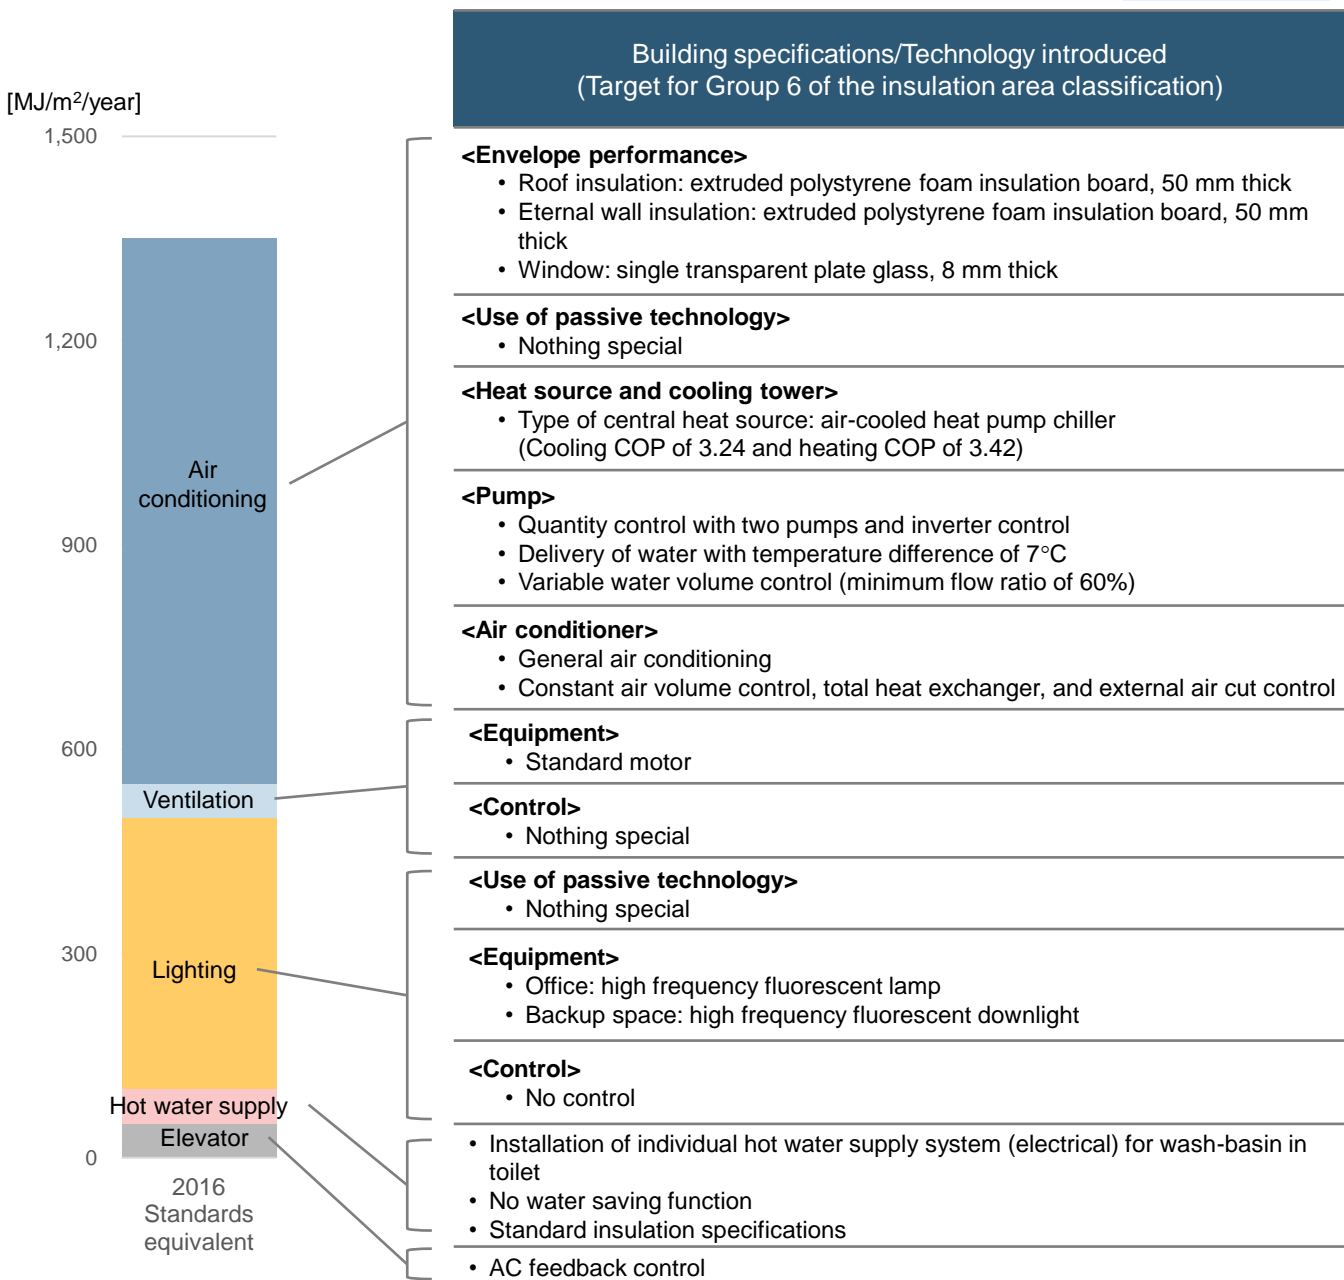 Building specifications/Technology introduced
(Target for Group 6 of the insulation area classification)
[MJ/m²/year]
1,500
1,200
900
600
300
0
Air
conditioning
Ventilation
Lighting
Hot water supply
Elevator
2016
Standards
equivalent
<Envelope performance>
• Roof insulation: extruded polystyrene foam insulation board, 50 mm thick
• Eternal wall insulation: extruded polystyrene foam insulation board, 50 mm
thick
• Window: single transparent plate glass, 8 mm thick
<Use of passive technology>
• Nothing special
<Heat source and cooling tower>
• Type of central heat source: air-cooled heat pump chiller
(Cooling COP of 3.24 and heating COP of 3.42)
<Pump>
• Quantity control with two pumps and inverter control
• Delivery of water with temperature difference of 7°C
• Variable water volume control (minimum flow ratio of 60%)
<Air conditioner>
• General air conditioning
• Constant air volume control, total heat exchanger, and external air cut control
<Equipment>
• Standard motor
<Control>
• Nothing special
<Use of passive technology>
• Nothing special
<Equipment>
• Office: high frequency fluorescent lamp
• Backup space: high frequency fluorescent downlight
<Control>
• No control
• Installation of individual hot water supply system (electrical) for wash-basin in
toilet
• No water saving function
• Standard insulation specifications
• AC feedback control